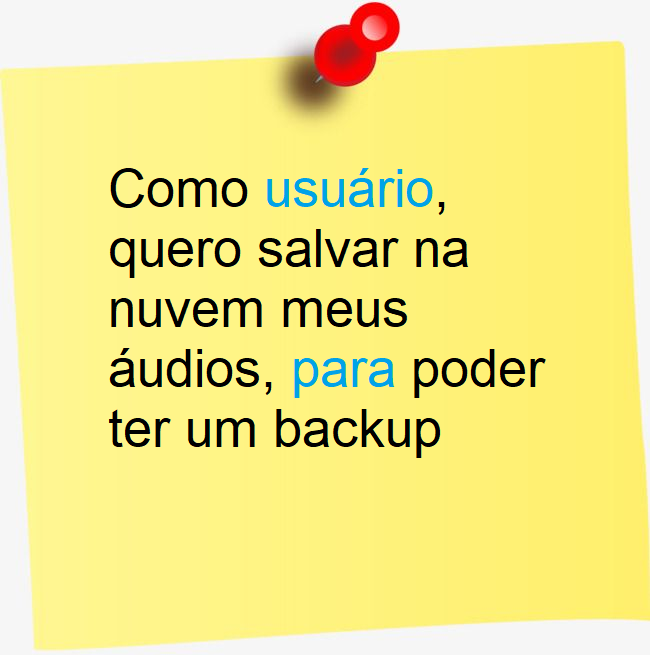 Como usuário,
quero salvar na
nuvem meus
áudios, para poder
ter um backup